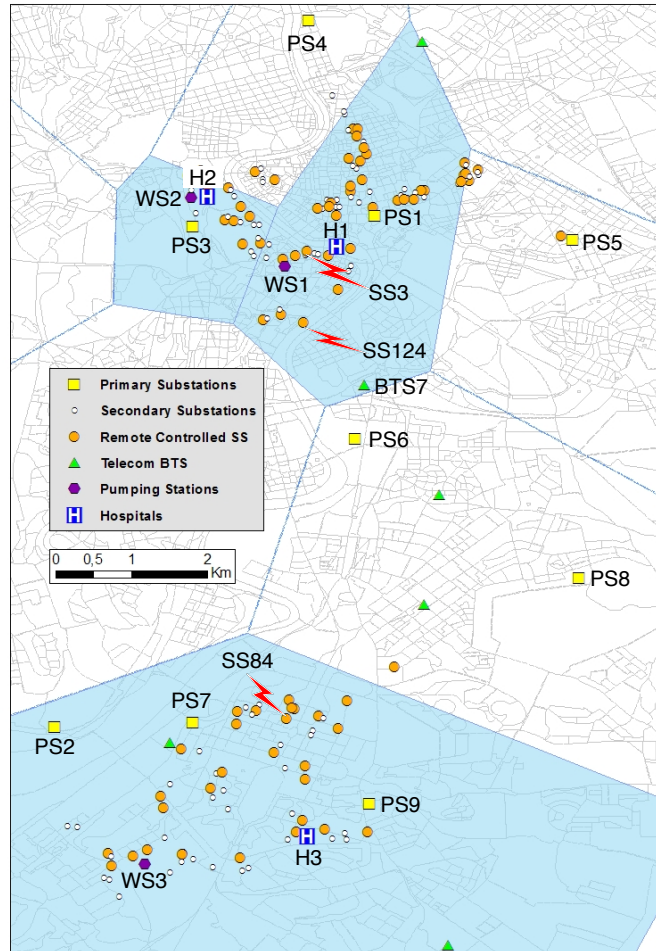 PS4
H2
WS2
H
PS3
PS1
H1
H
WS1
PS5
SS3
SS124
BTS7
PS6
Primary Substations
Secondary Substations
Remote Controlled SS
Telecom BTS
Pumping Stations
H Hospitals
0 0,5 1 2
Km
PS8
SS84
PS7
PS2
PS9
H
H3
WS3